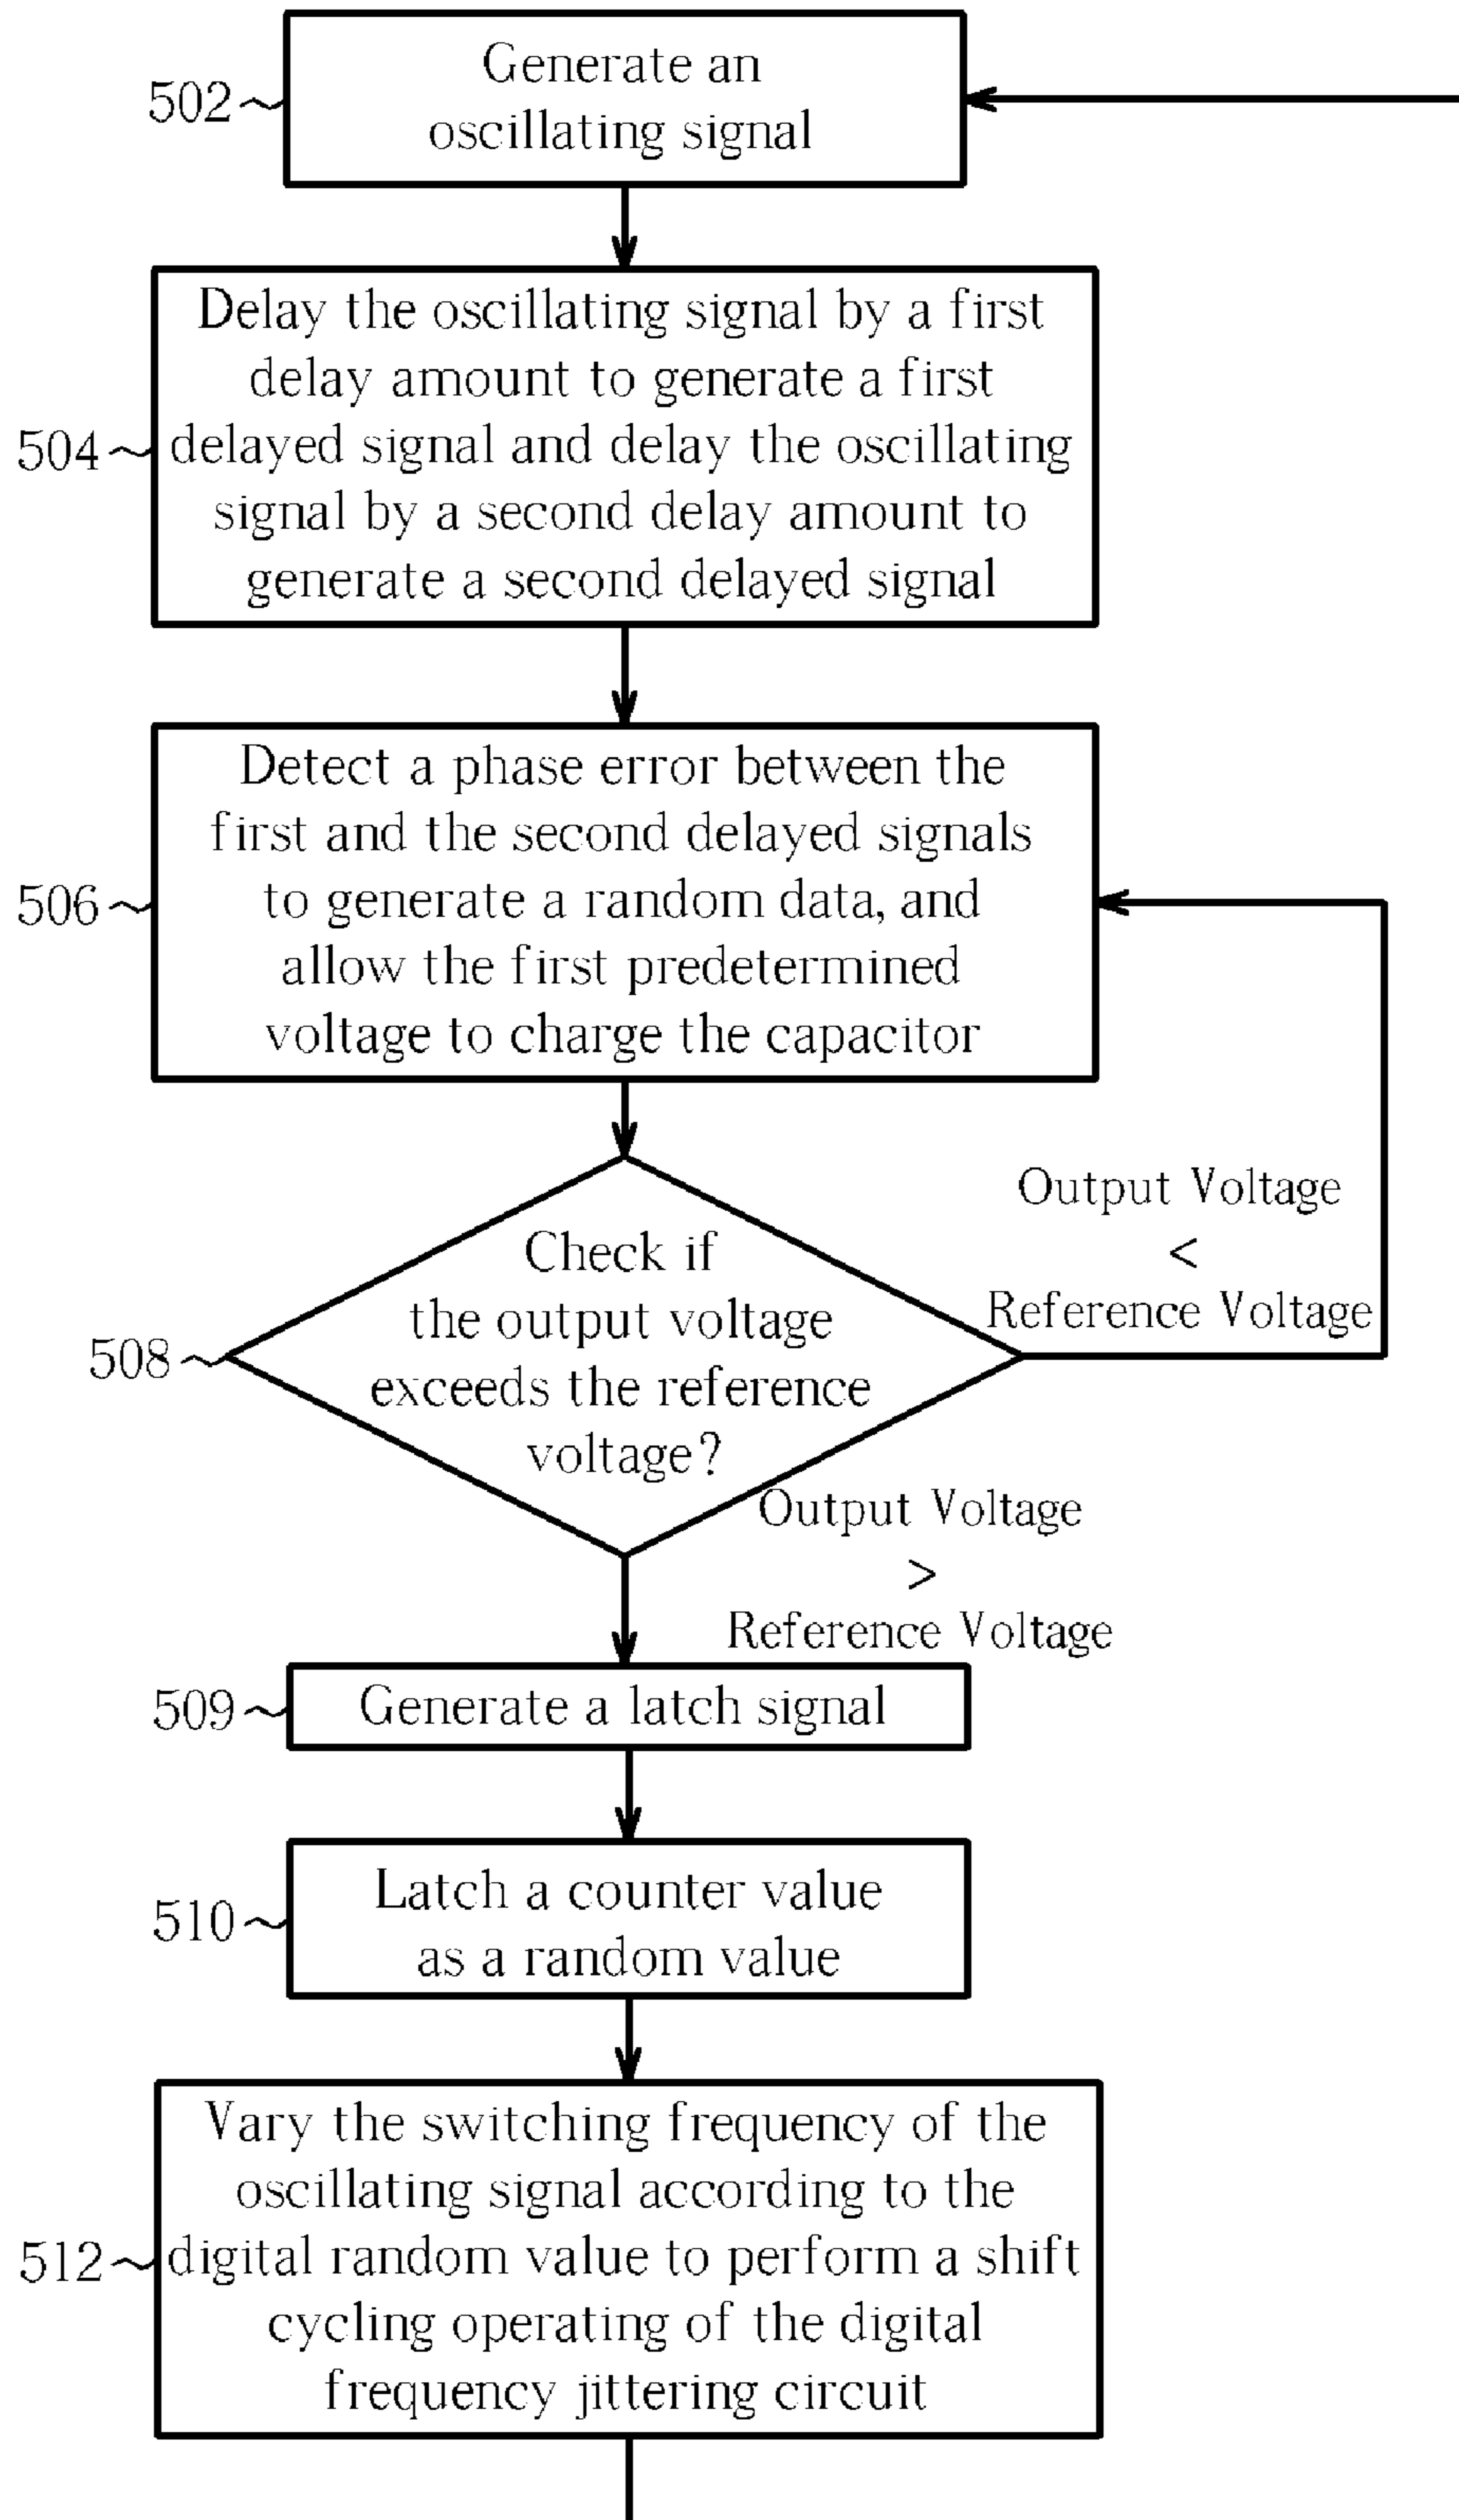 502
Generate an
oscillating signal
504
Delay the oscillating signal by a first
delay amount to generate a first
delayed signal and delay the oscillating
signal by a second delay amount to
generate a second delayed signal
506
Detect a phase error between the
first and the second delayed signals
to generate a random data, and
allow the first predetermined
voltage to charge the capacitor
508
Check if
the output voltage
exceeds the reference
voltage?
Output Voltage
<
Reference Voltage
Output Voltage
>
Reference Voltage
509
Generate a latch signal
510
Latch a counter value
as a random value
512
Vary the switching frequency of the
oscillating signal according to the
digital random value to perform a shift
cycling operating of the digital
frequency jittering circuit